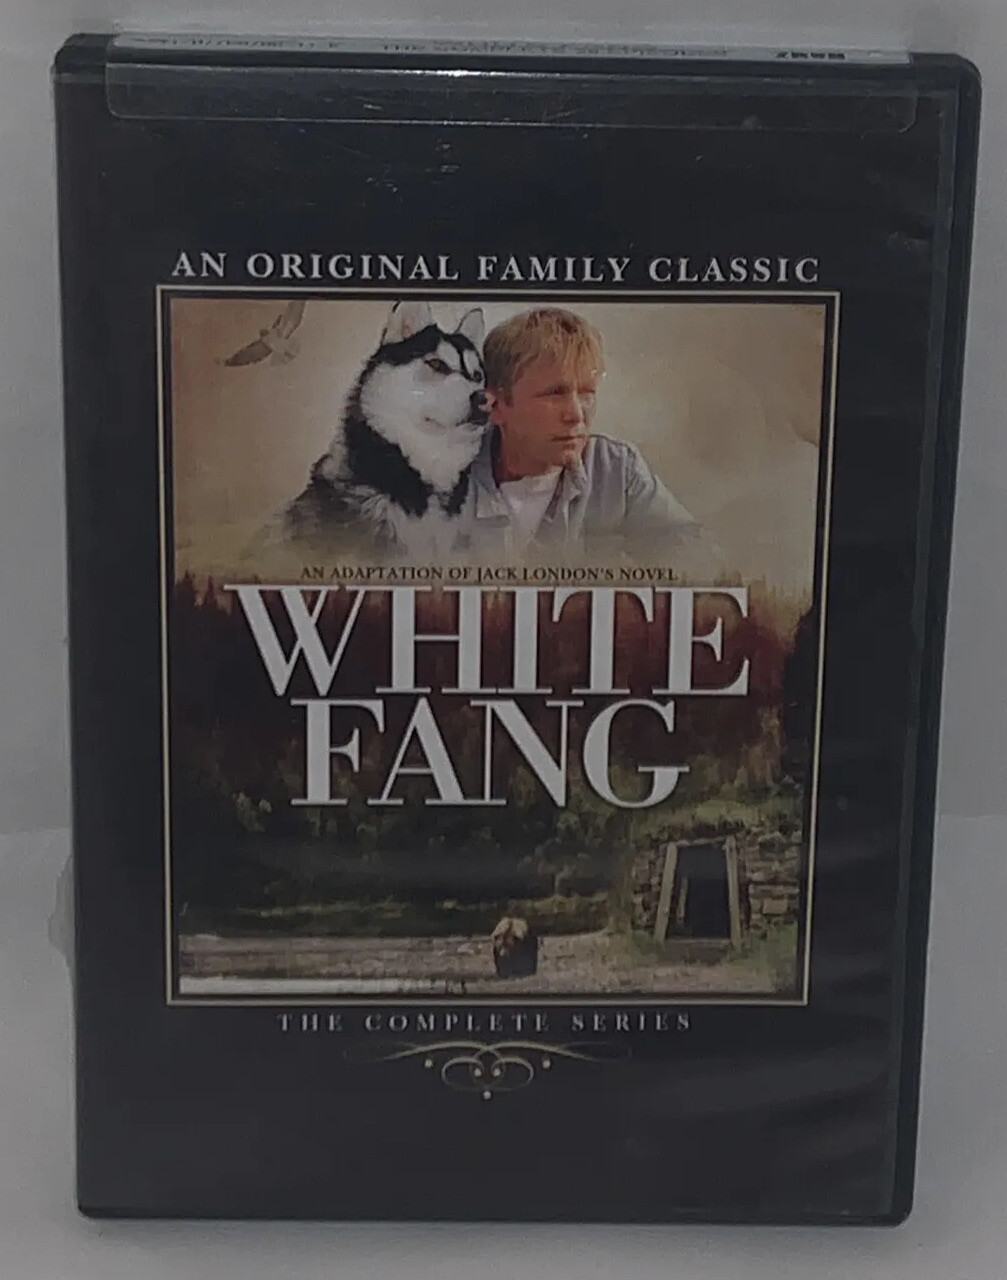 AN ORIGINAL FAMILY CLASSIC
AN ADAPTATION OF JACK LONDON'S NOVEL
WHITE
FANG
THE COMPLETE SERIES